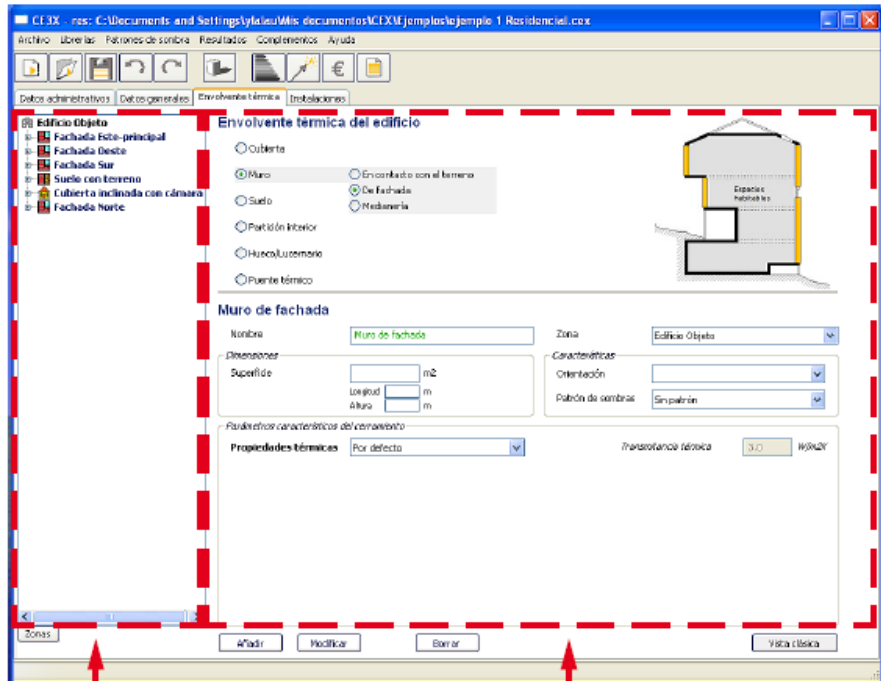 CE3X - res: C:\Documents and Settings\ylalau\Mis documentos\CEX\Ejemplos\ejemplo 1 Residencial.cex
Archivo Librerías Patrones de sombra Resultados Complementos Ayuda
Datos administrativos Datos generales Envolvente térmica Instalaciones
Edificio Objeto
Fachada Este-principal
Fachada Oeste
Fachada Sur
Suelo con terreno
Cubierta inclinada con cámara
Fachada Norte
Zonas
Envolvente térmica del edificio
Cubierta
Muro
En contacto con el terreno
De fachada
Medianería
Suelo
Partición interior
Hueco/Lucernario
Puente térmico
Espacios
habitables
Muro de fachada
Nombre Muro de fachada Zona Edificio Objeto
Dimensiones Características
Superficie m2 Orientación
Longitud m
Altura m
Patrón de sombras Sin patrón
Parámetros característicos del cerramiento
Propiedades térmicas Por defecto Transmitancia térmica 3.0 W/m2K
Añadir Modificar Borrar Vista clásica